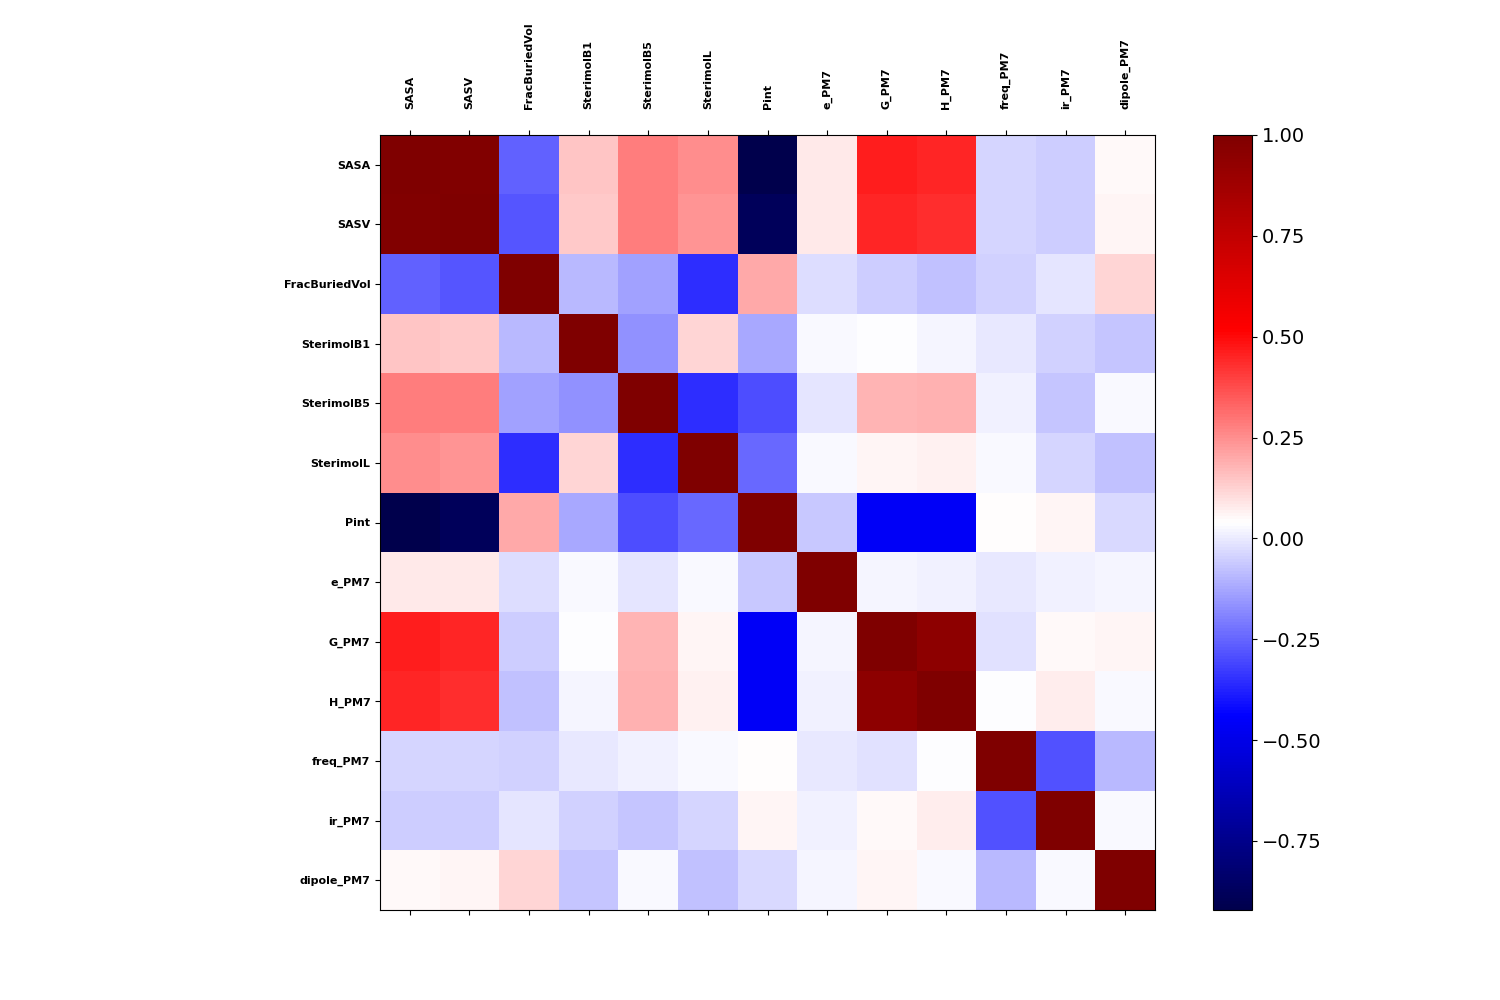 SASA
SASV
FracBuriedVol
SterimolB1
SterimolB5
SterimolL
Pint
e_PM7
G_PM7
H_PM7
freq_PM7
ir_PM7
dipole_PM7
SASA
SASV
FracBuriedVol
SterimolB1
SterimolB5
SterimolL
Pint
e_PM7
G_PM7
H_PM7
freq_PM7
ir_PM7
dipole_PM7
1.00
0.75
0.50
0.25
0.00
−0.25
−0.50
−0.75